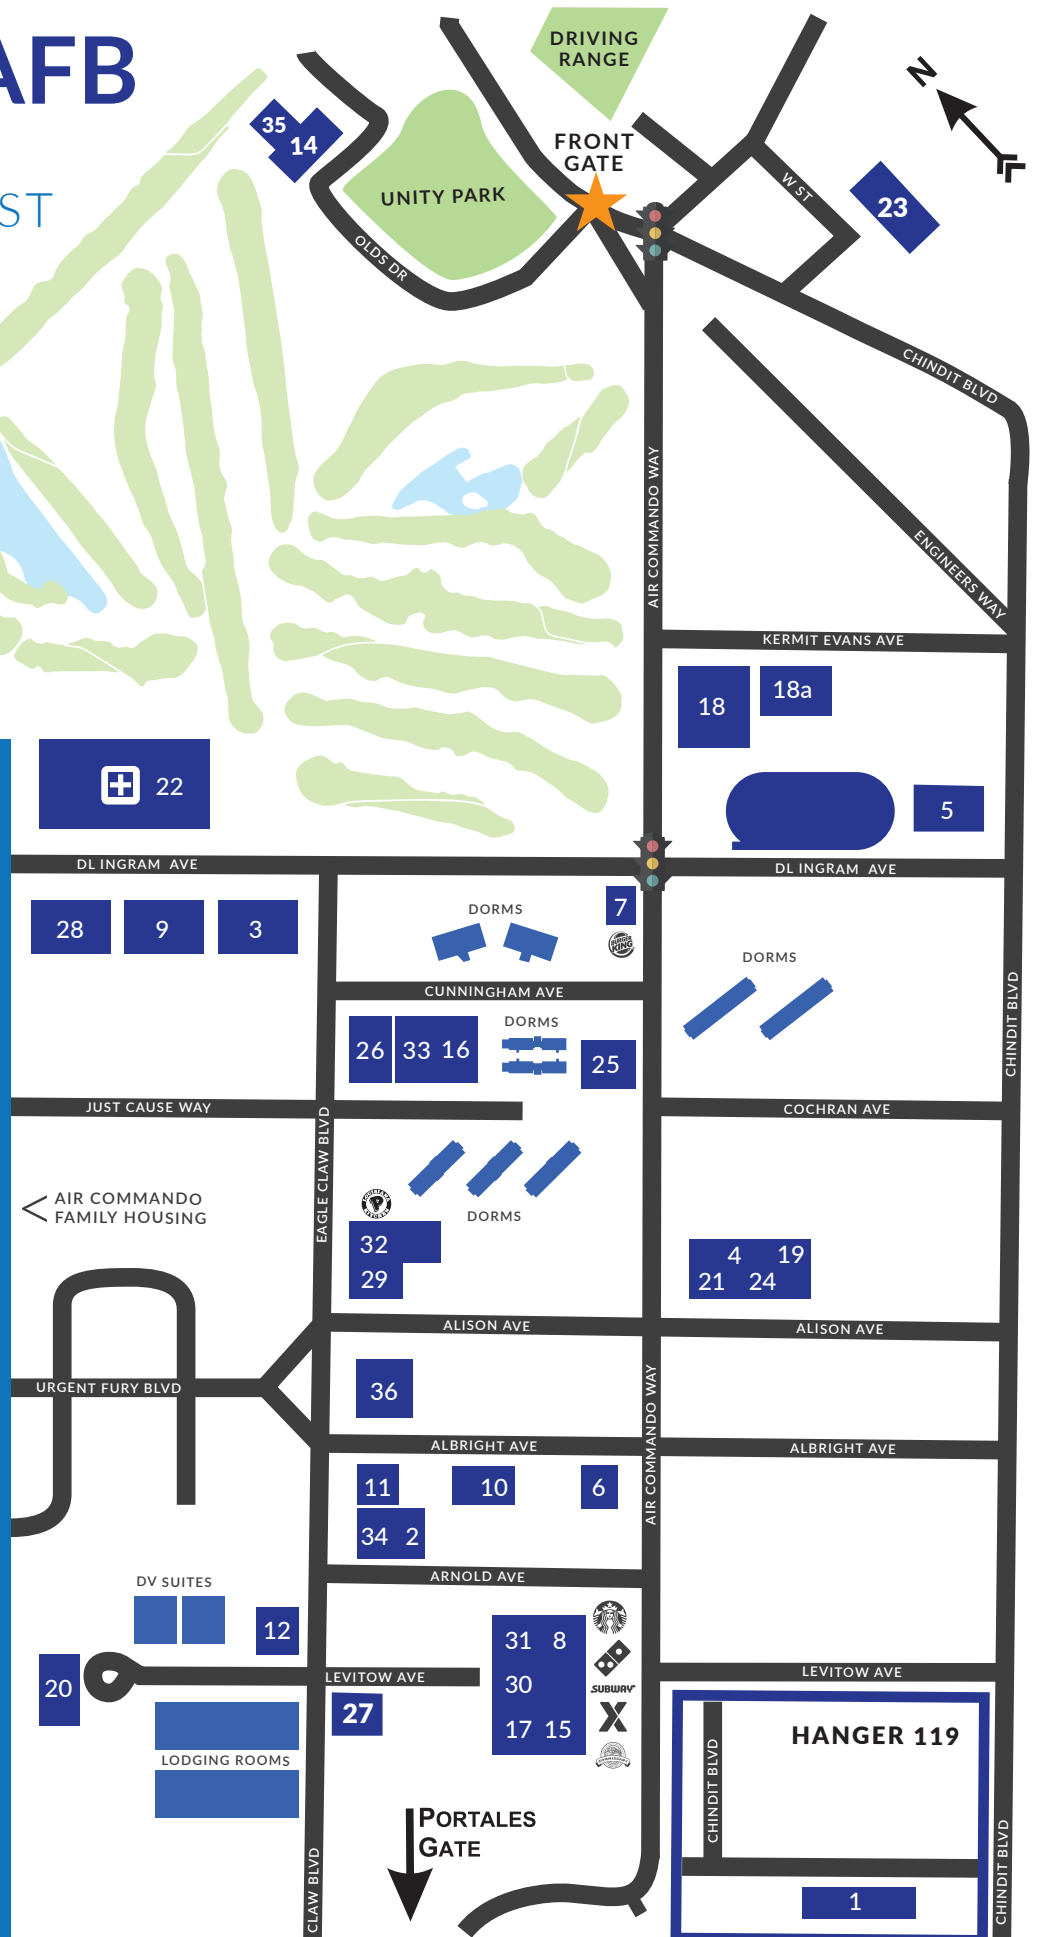 AFB
ST
DRIVING
RANGE
FRONT
GATE
N
35
14
UNITY PARK
OLDS DR
W ST
23
CHINDIT BLVD
AIR COMMANDO WAY
ENGINEERS WAY
KERMIT EVANS AVE
18
18a
22
5
DL INGRAM AVE
DL INGRAM AVE
28
9
3
DORMS
7
BURGER
KING
DORMS
CUNNINGHAM AVE
CHINDIT BLVD
26
33 16
DORMS
25
JUST CAUSE WAY
COCHRAN AVE
EAGLE CLAW BLVD
AIR COMMANDO
FAMILY HOUSING
LOUISIANA
KITCHEN
DORMS
32
29
4 19
21 24
ALISON AVE
ALISON AVE
URGENT FURY BLVD
36
AIR COMMANDO WAY
ALBRIGHT AVE
ALBRIGHT AVE
11
10
6
34 2
ARNOLD AVE
DV SUITES
12
31 8
30
17 15
SUBWAY
X
LEVITOW AVE
LEVITOW AVE
20
27
LODGING ROOMS
HANGER 119
CHINDIT BLVD
PORTALES
GATE
CLAW BLVD
CHINDIT BLVD
1